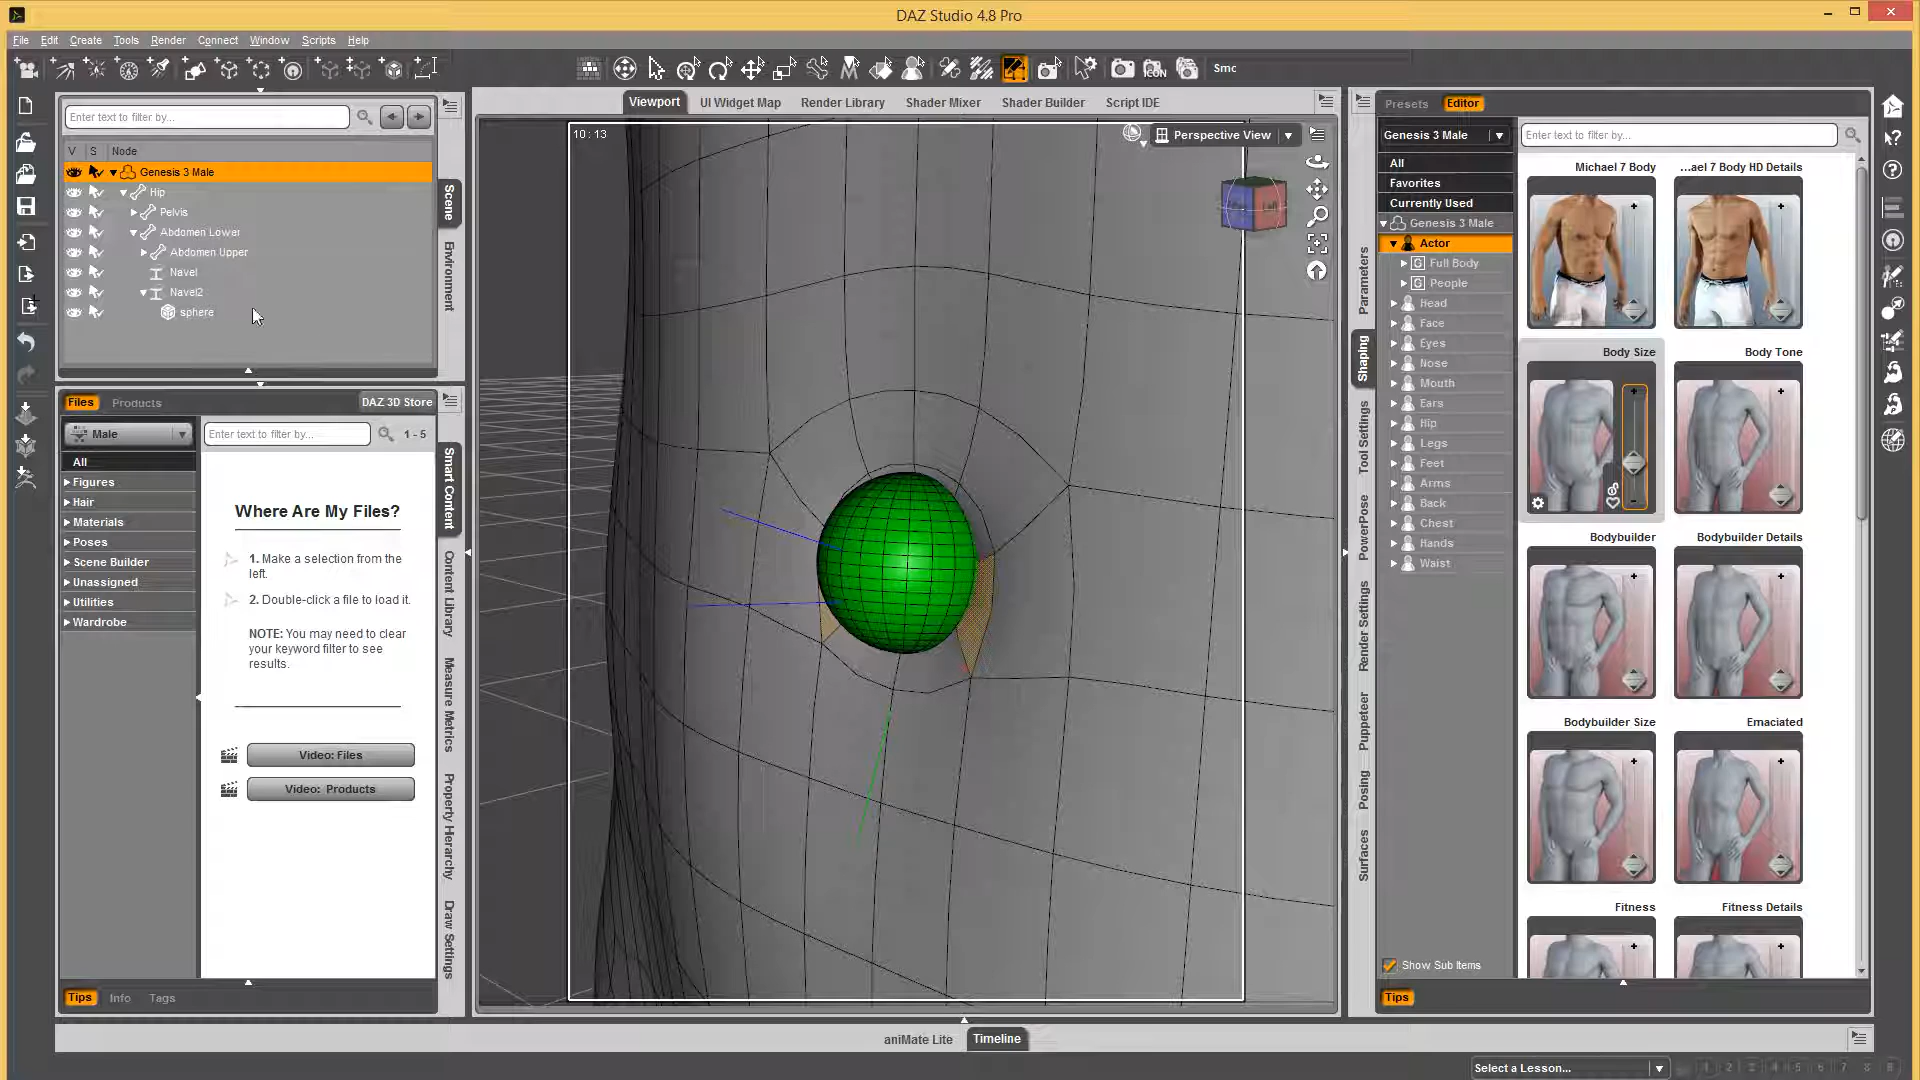 DAZ Studio 4.8 Pro
File Edit Create Tools Render Connect Window Scripts Help
ICON
Smc
Enter text to filter by...
V S Node
Genesis 3 Male
Hip
Pelvis
Abdomen Lower
Abdomen Upper
Navel
Navel2
sphere
Scene
Environment
Files Products DAZ 3D Store
Male
Enter text to filter by...
1 - 5
All
Figures
Hair
Materials
Poses
Scene Builder
Unassigned
Utilities
Wardrobe
Where Are My Files?
1. Make a selection from the
left.
2. Double-click a file to load it.
NOTE: You may need to clear
your keyword filter to see
results.
Video: Files
Video: Products
Smart Content
Content Library
Measure Metrics
Property Hierarchy
Draw Settings
Tips Info Tags
Viewport UI Widget Map Render Library Shader Mixer Shader Builder Script IDE
10 : 13
Perspective View
Parameters
Shaping
Tool Settings
PowerPose
Render Settings
Puppeteer
Posing
Surfaces
Presets Editor
Genesis 3 Male
Enter text to filter by...
All
Favorites
Currently Used
Genesis 3 Male
Actor
Full Body
People
Head
Face
Eyes
Nose
Mouth
Ears
Hip
Legs
Feet
Arms
Back
Chest
Hands
Waist
Show Sub Items
Michael 7 Body
...ael 7 Body HD Details
Body Size
Body Tone
Bodybuilder
Bodybuilder Details
Bodybuilder Size
Emaciated
Fitness
Fitness Details
Tips
aniMate Lite Timeline
Select a Lesson...